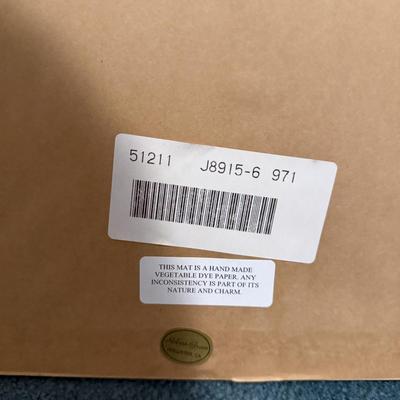 51211 J8915-6 971
THIS MAT IS A HAND MADE
VEGETABLE DYE PAPER. ANY
INCONSISTENCY IS PART OF ITS
NATURE AND CHARM.